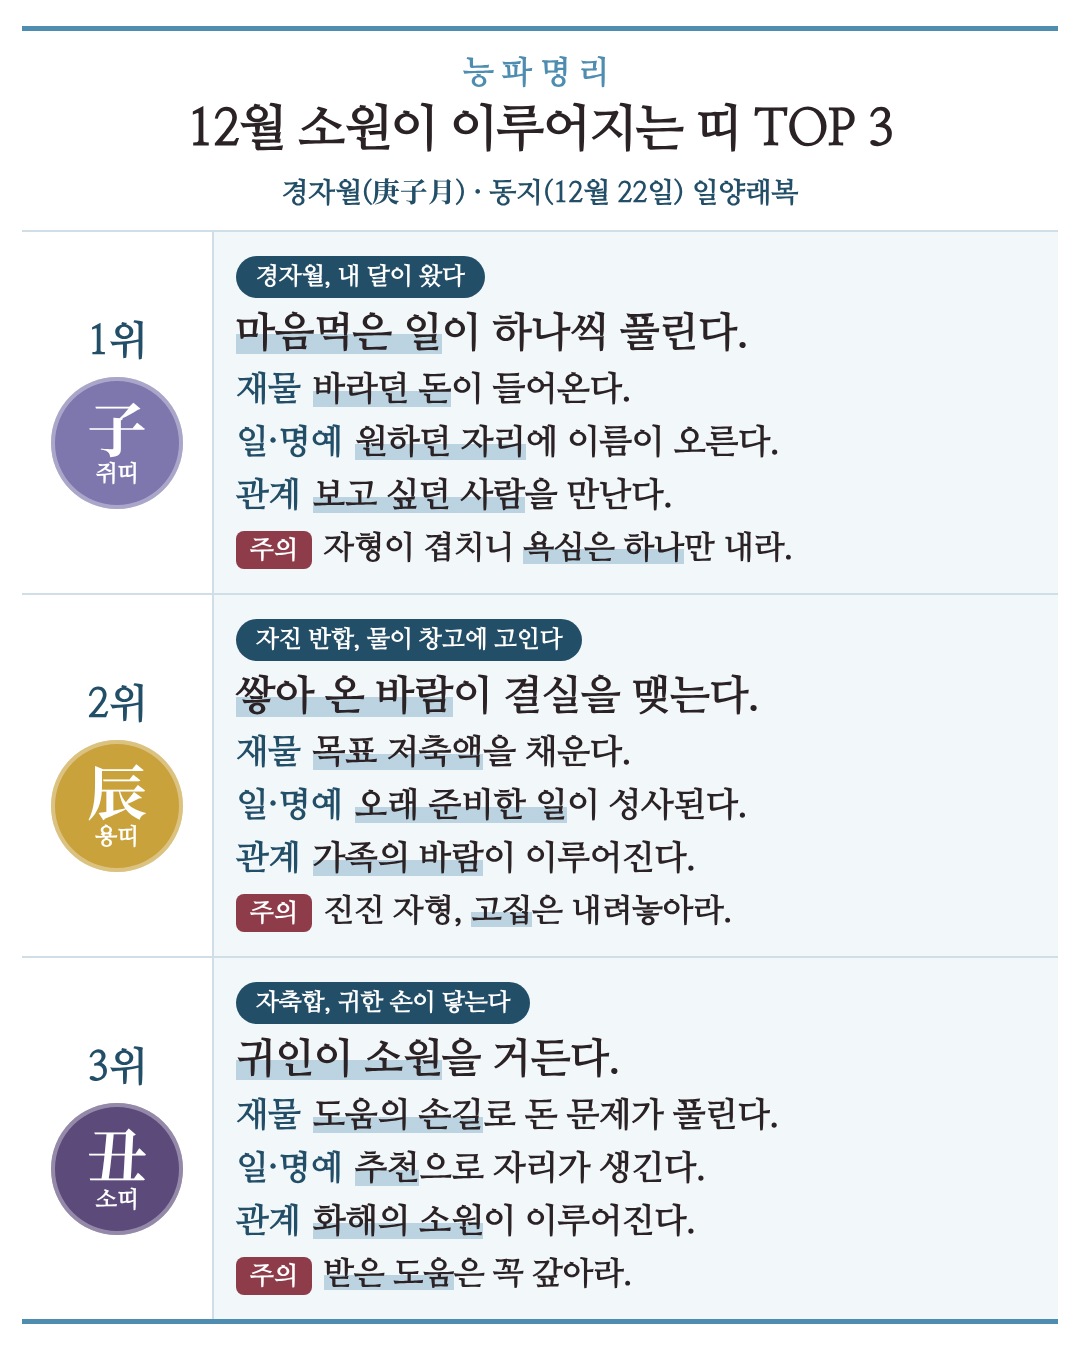 능파명리
12월 소원이 이루어지는 띠 TOP 3
경자월(庚子月) · 동지(12월 22일) 일양래복
1위
子
쥐띠
경자월, 내 달이 왔다
마음먹은 일이 하나씩 풀린다.
재물 바라던 돈이 들어온다.
일·명예 원하던 자리에 이름이 오른다.
관계 보고 싶던 사람을 만난다.
주의 자형이 겹치니 욕심은 하나만 내라.
2위
辰
용띠
자진 반합, 물이 창고에 고인다
쌓아 온 바람이 결실을 맺는다.
재물 목표 저축액을 채운다.
일·명예 오래 준비한 일이 성사된다.
관계 가족의 바람이 이루어진다.
주의 진진 자형, 고집은 내려놓아라.
3위
丑
소띠
자축합, 귀한 손이 닿는다
귀인이 소원을 거든다.
재물 도움의 손길로 돈 문제가 풀린다.
일·명예 추천으로 자리가 생긴다.
관계 화해의 소원이 이루어진다.
주의 받은 도움은 꼭 갚아라.